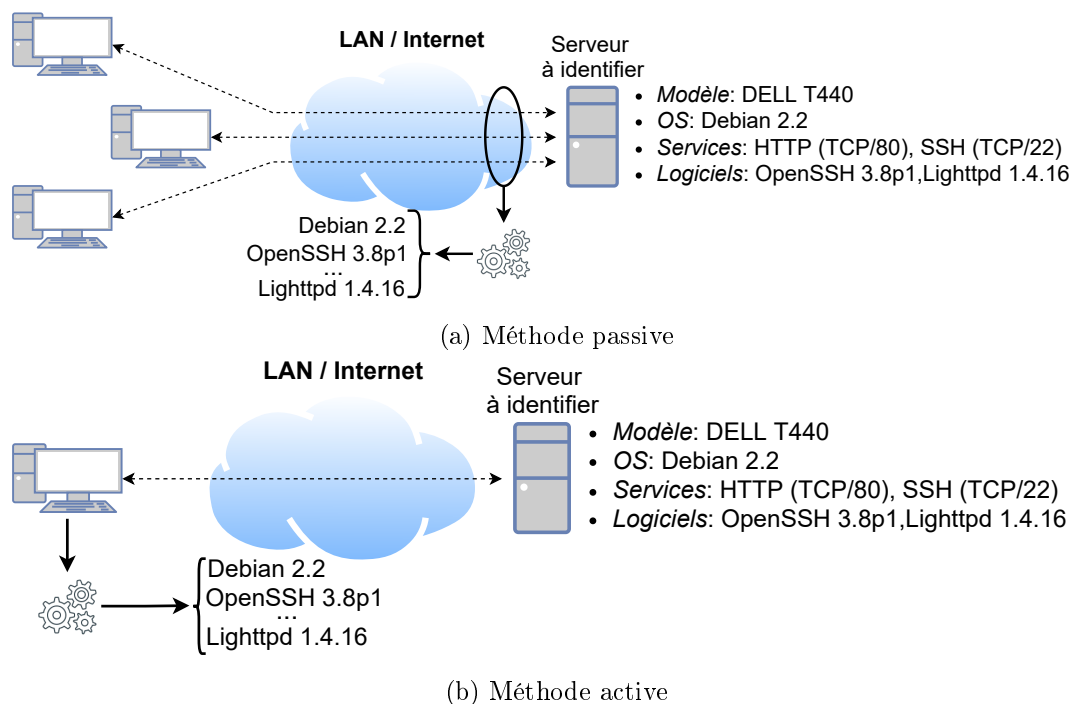 LAN / Internet
Serveur
à identifier
• Modèle: DELL T440
• OS: Debian 2.2
• Services: HTTP (TCP/80), SSH (TCP/22)
• Logiciels: OpenSSH 3.8p1,Lighttpd 1.4.16
Debian 2.2
OpenSSH 3.8p1
...
Lighttpd 1.4.16
(a) Méthode passive
LAN / Internet
Serveur
à identifier
• Modèle: DELL T440
• OS: Debian 2.2
• Services: HTTP (TCP/80), SSH (TCP/22)
• Logiciels: OpenSSH 3.8p1,Lighttpd 1.4.16
Debian 2.2
OpenSSH 3.8p1
...
Lighttpd 1.4.16
(b) Méthode active